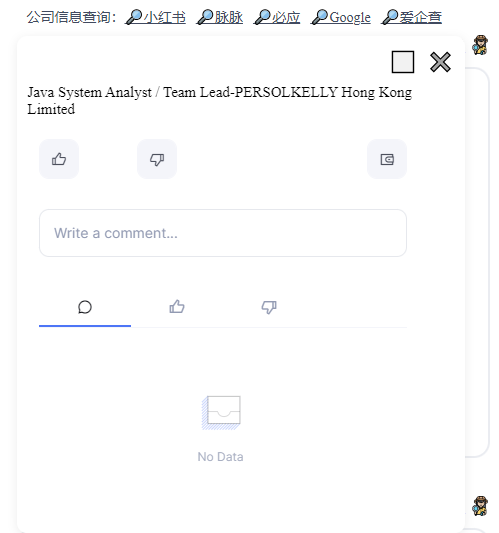 公司信息查询：🔎小红书 🔎脉脉 🔎必应 🔎Google 🔎爱企查
Java System Analyst / Team Lead-PERSOLKELLY Hong Kong
Limited
Write a comment...
No Data